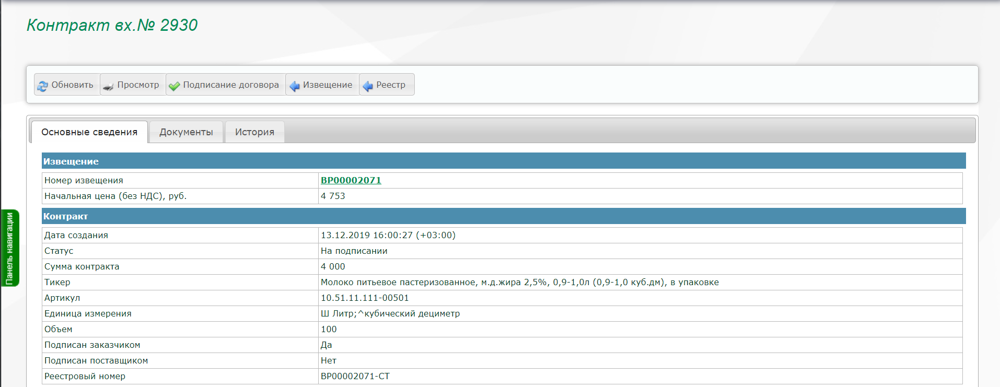 Контракт вх.№ 2930
Обновить Просмотр Подписание договора Извещение Реестр
Основные сведения Документы История
Извещение
Номер извещения BP00002071
Начальная цена (без НДС), руб. 4 753
Контракт
Дата создания 13.12.2019 16:00:27 (+03:00)
Статус На подписании
Сумма контракта 4 000
Тикер Молоко питьевое пастеризованное, м.д.жира 2,5%, 0,9-1,0л (0,9-1,0 куб.дм), в упаковке
Артикул 10.51.11.111-00501
Единица измерения Ш Литр;^кубический дециметр
Объем 100
Подписан заказчиком Да
Подписан поставщиком Нет
Реестровый номер BP00002071-CT
Панель навигации